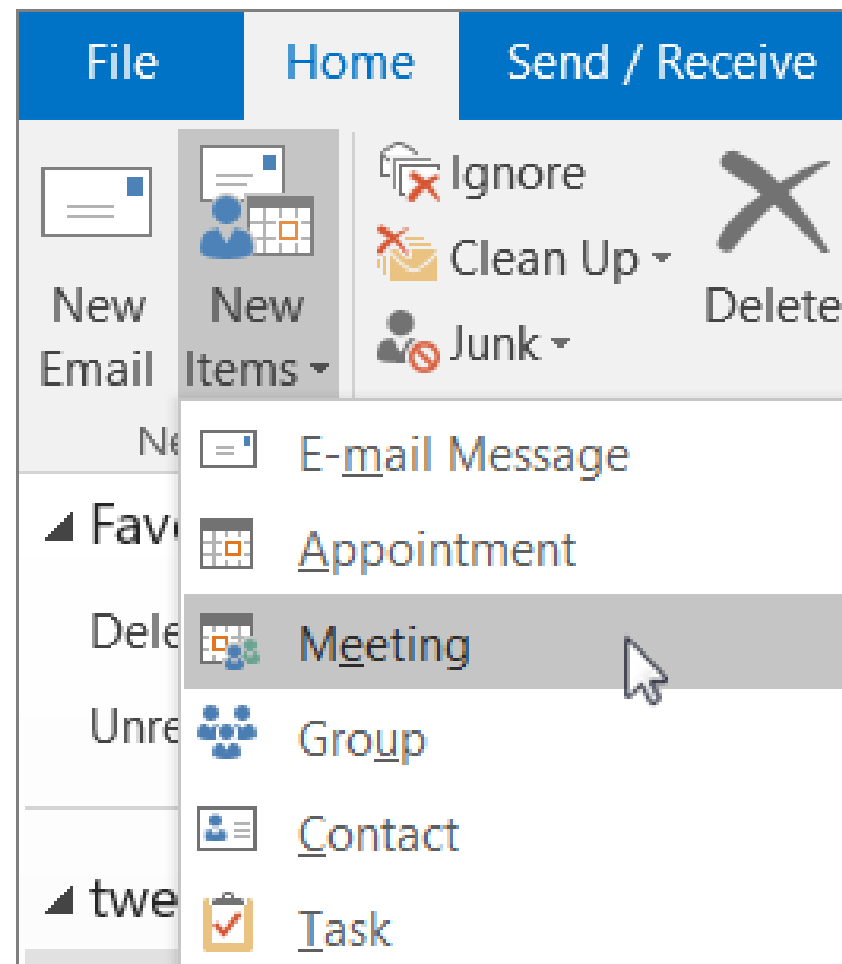 File Home Send / Receive
Ignore
Clean Up
Junk
New Email
New Items
Delete
E-mail Message
Appointment
Meeting
Group
Contact
Task